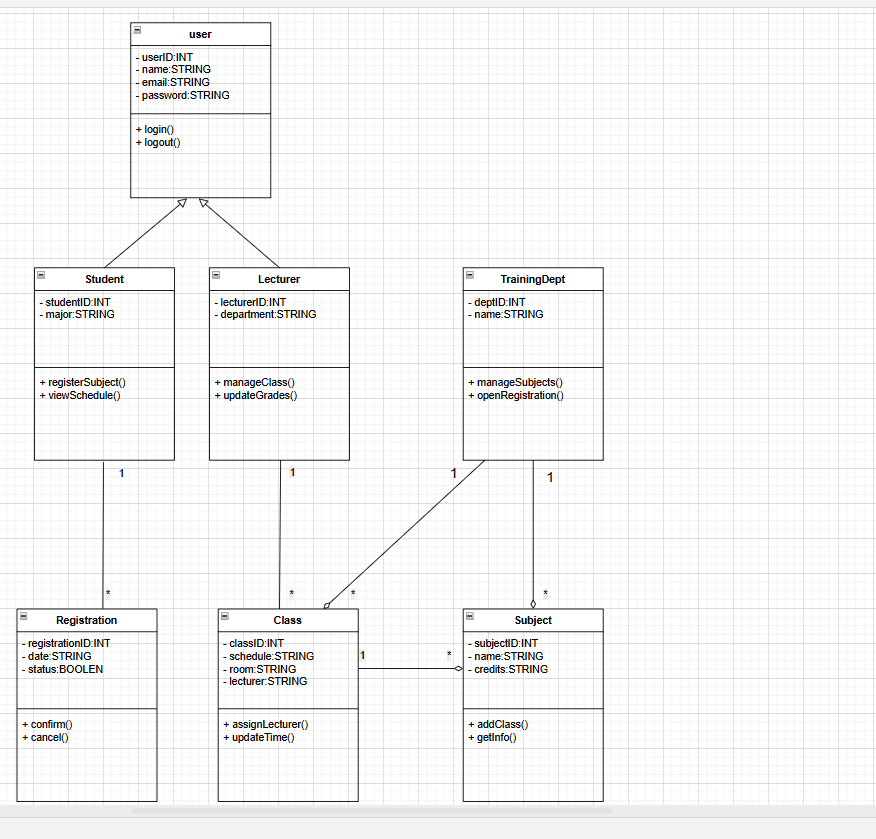 user
- userID:INT
- name:STRING
- email:STRING
- password:STRING
+ login()
+ logout()
Student
- studentID:INT
- major:STRING
+ registerSubject()
+ viewSchedule()
Lecturer
- lecturerID:INT
- department:STRING
+ manageClass()
+ updateGrades()
TrainingDept
- deptID:INT
- name:STRING
+ manageSubjects()
+ openRegistration()
1
1
1
1
*
*
*
*
Registration
- registrationID:INT
- date:STRING
- status:BOOLEN
+ confirm()
+ cancel()
Class
- classID:INT
- schedule:STRING
- room:STRING
- lecturer:STRING
+ assignLecturer()
+ updateTime()
1
*
Subject
- subjectID:INT
- name:STRING
- credits:STRING
+ addClass()
+ getInfo()